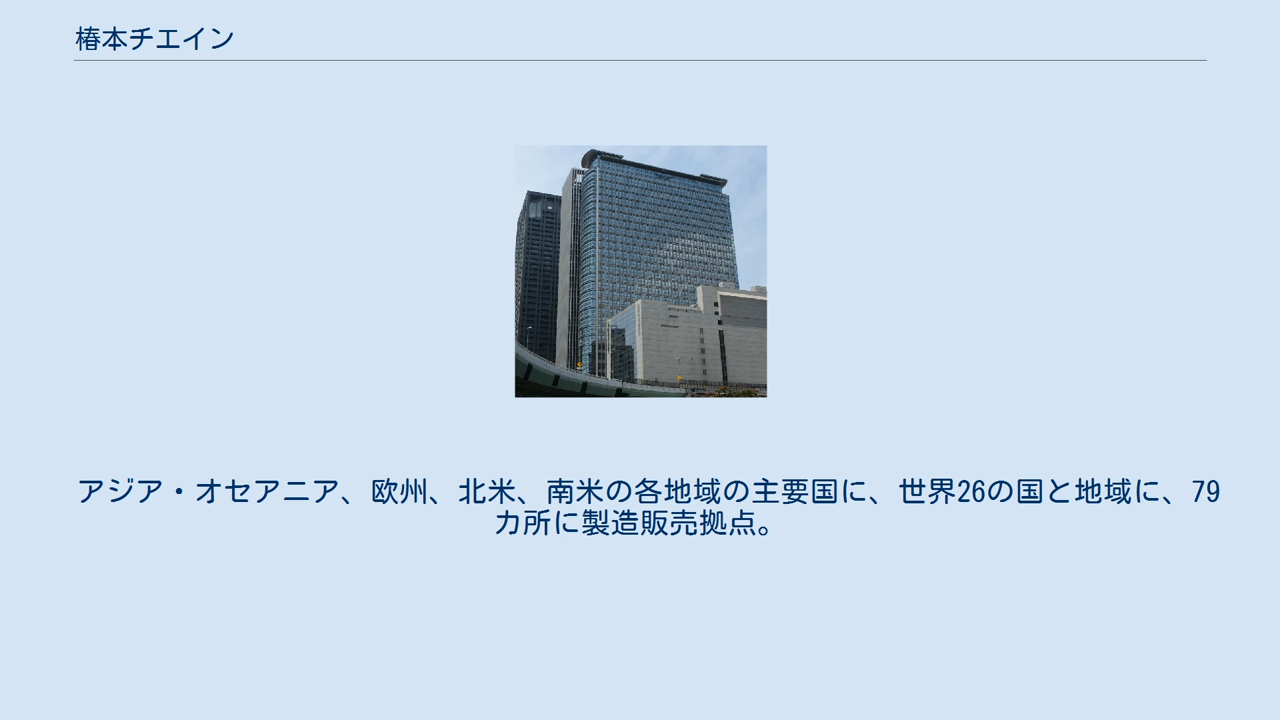 椿本チエイン
アジア・オセアニア、欧州、北米、南米の各地域の主要国に、世界26の国と地域に、79
カ所に製造販売拠点。